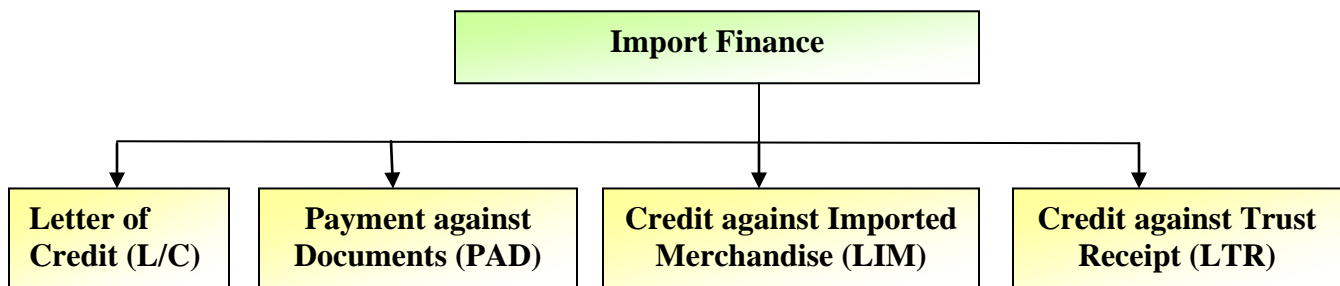 Import Finance
Letter of
Credit (L/C)
Payment against
Documents (PAD)
Credit against Imported
Merchandise (LIM)
Credit against Trust
Receipt (LTR)